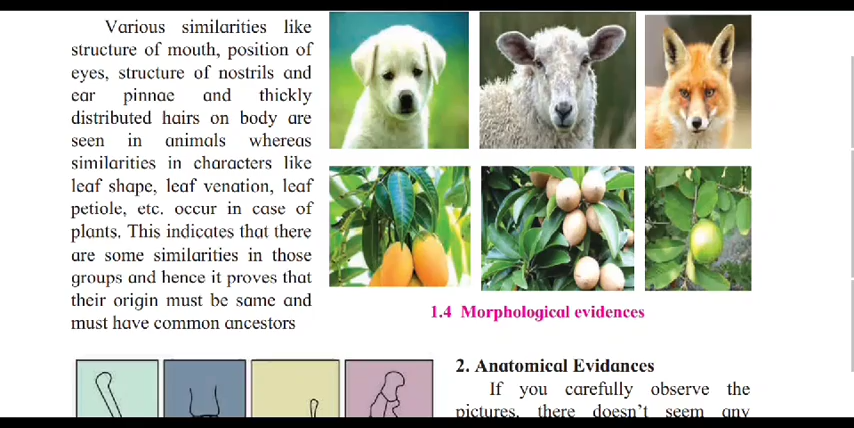 Various similarities like
structure of mouth, position of
eyes, structure of nostrils and
ear pinnae and thickly
distributed hairs on body are
seen in animals whereas
similarities in characters like
leaf shape, leaf venation, leaf
petiole, etc. occur in case of
plants. This indicates that there
are some similarities in those
groups and hence it proves that
their origin must be same and
must have common ancestors
1.4 Morphological evidences
2. Anatomical Evidances
If you carefully observe the
pictures, there doesn't seem any